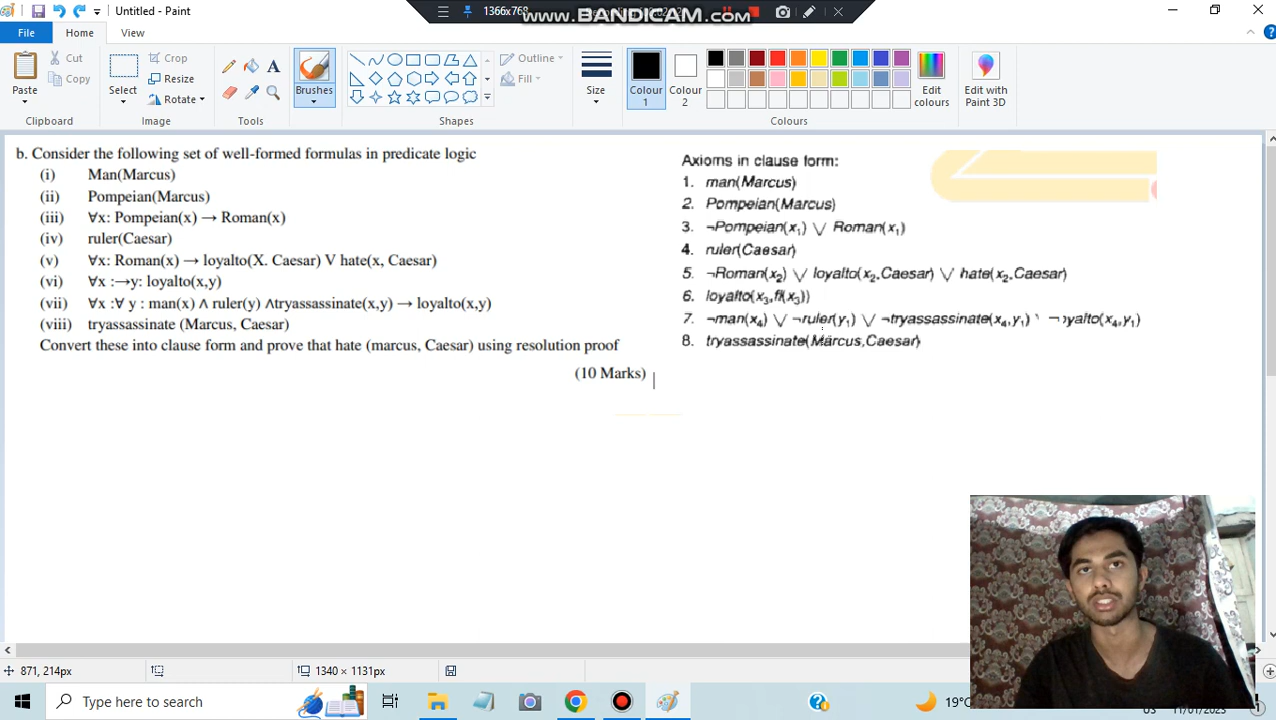 Untitled - Paint
1366x768
www.BANDICAM.com
File
Home
View
Paste
Cut
Copy
Clipboard
Select
Crop
Resize
Rotate
Image
Tools
Brushes
Shapes
Outline
Fill
Size
Colour 1
Colour 2
Edit colours
Edit with Paint 3D
Colours
b. Consider the following set of well-formed formulas in predicate logic
(i) Man(Marcus)
(ii) Pompeian(Marcus)
(iii) ∀x: Pompeian(x) → Roman(x)
(iv) ruler(Caesar)
(v) ∀x: Roman(x) → loyalto(X. Caesar) V hate(x, Caesar)
(vi) ∀x :→y: loyalto(x,y)
(vii) ∀x :∀ y : man(x) Λ ruler(y) Λtryassassinate(x,y) → loyalto(x,y)
(viii) tryassassinate (Marcus, Caesar)
Convert these into clause form and prove that hate (marcus, Caesar) using resolution proof
(10 Marks)
Axioms in clause form:
1. man(Marcus)
2. Pompeian(Marcus)
3. ¬Pompeian(x₁) ∨ Roman(x₁)
4. ruler(Caesar)
5. ¬Roman(x₂) ∨ loyalto(x₂,Caesar) ∨ hate(x₂,Caesar)
6. loyalto(x₃,fl(x₃))
7. ¬man(x₄) ∨ ¬ruler(y₁) ∨ ¬tryassassinate(x₄,y₁)
8. tryassassinate(Marcus,Caesar)
871, 214px
1340 × 1131px
Type here to search
19°C
11/01/2023